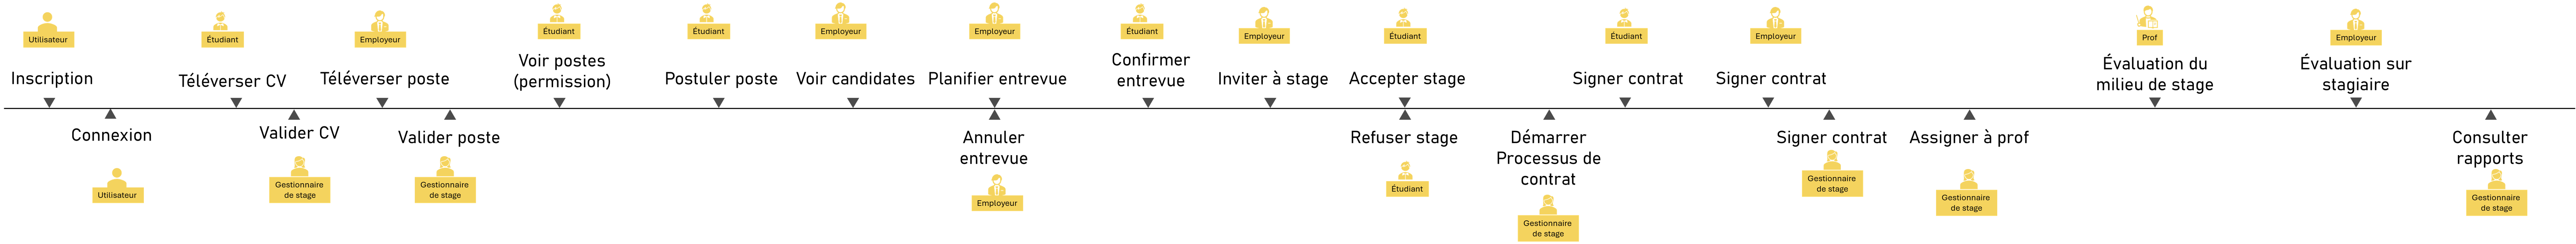 Utilisateur
Inscription
Connexion
Utilisateur
Étudiant
Téléverser CV
Valider CV
Gestionnaire
de stage
Employeur
Téléverser poste
Valider poste
Gestionnaire
de stage
Étudiant
Voir postes
(permission)
Étudiant
Postuler poste
Employeur
Voir candidates
Employeur
Planifier entrevue
Annuler
entrevue
Employeur
Étudiant
Confirmer
entrevue
Employeur
Inviter à stage
Étudiant
Accepter stage
Refuser stage
Étudiant
Démarrer
Processus de
contrat
Gestionnaire
de stage
Étudiant
Signer contrat
Employeur
Signer contrat
Signer contrat
Gestionnaire
de stage
Assigner à prof
Gestionnaire
de stage
Prof
Évaluation du
milieu de stage
Employeur
Évaluation sur
stagiaire
Consulter
rapports
Gestionnaire
de stage